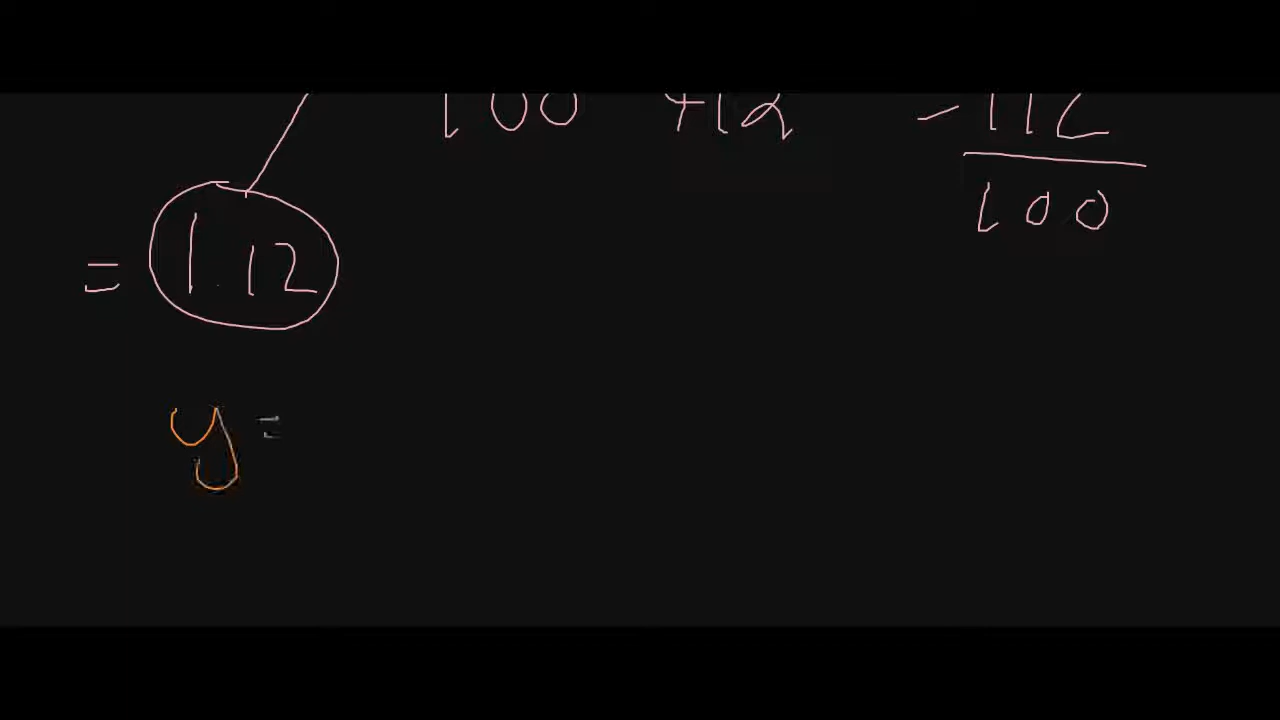 100 +12 - 112
100
= 1.12
y =